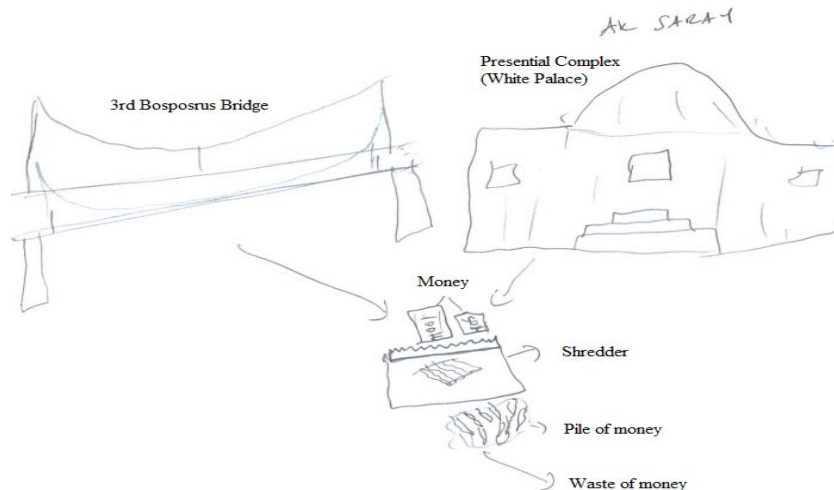 AK SARAY
Presential Complex
(White Palace)
3rd Bosposrus Bridge
Money
Shredder
Pile of money
Waste of money